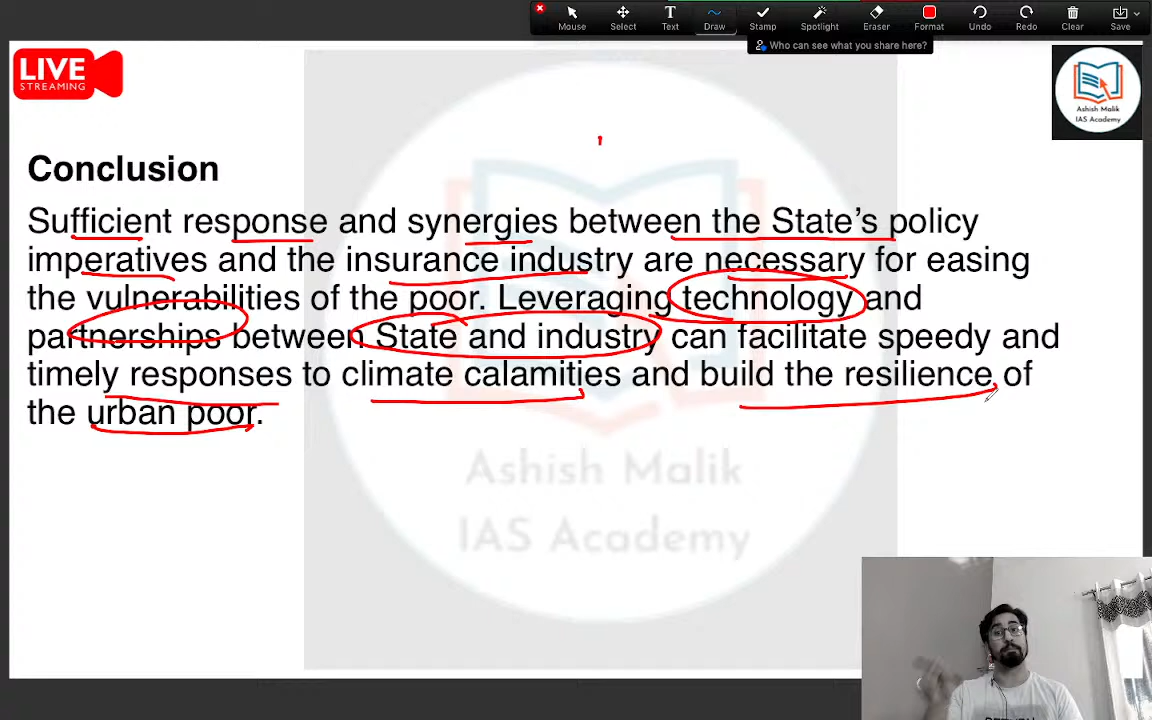 Mouse Select Text Draw Stamp Spotlight Eraser Format Undo Redo Clear Save
Who can see what you share here?
LIVE
STREAMING
Ashish Malik
IAS Academy
Conclusion
Sufficient response and synergies between the State’s policy
imperatives and the insurance industry are necessary for easing
the vulnerabilities of the poor. Leveraging technology and
partnerships between State and industry can facilitate speedy and
timely responses to climate calamities and build the resilience of
the urban poor.
Ashish Malik
IAS Academy